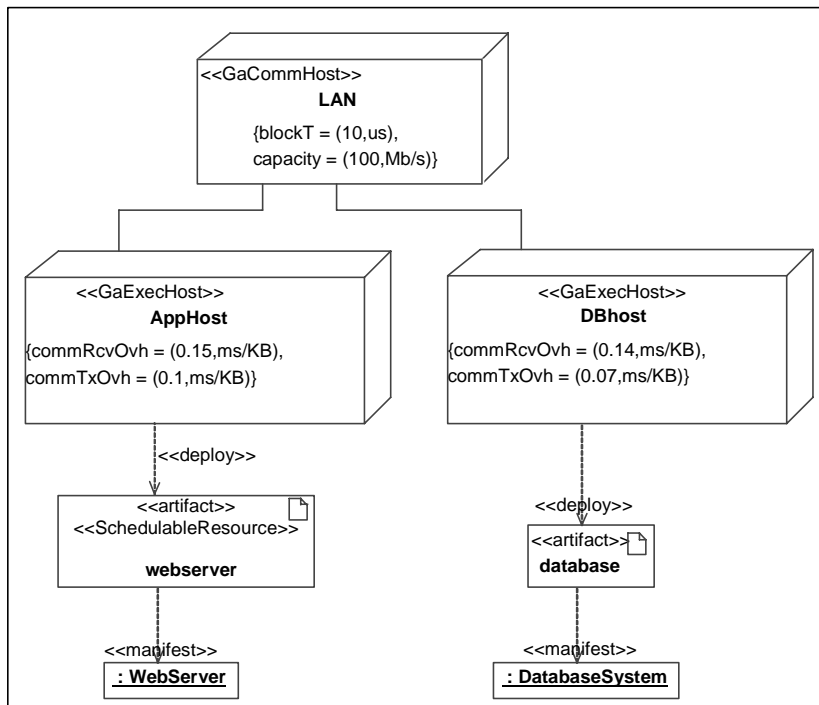 <<GaCommHost>>
LAN
{blockT = (10,us),
capacity = (100,Mb/s)}
<<GaExecHost>>
AppHost
{commRcvOvh = (0.15,ms/KB),
commTxOvh = (0.1,ms/KB)}
<<GaExecHost>>
DBhost
{commRcvOvh = (0.14,ms/KB),
commTxOvh = (0.07,ms/KB)}
<<deploy>>
<<artifact>>
<<SchedulableResource>>
webserver
<<manifest>>
: WebServer
<<deploy>>
<<artifact>>
database
<<manifest>>
: DatabaseSystem